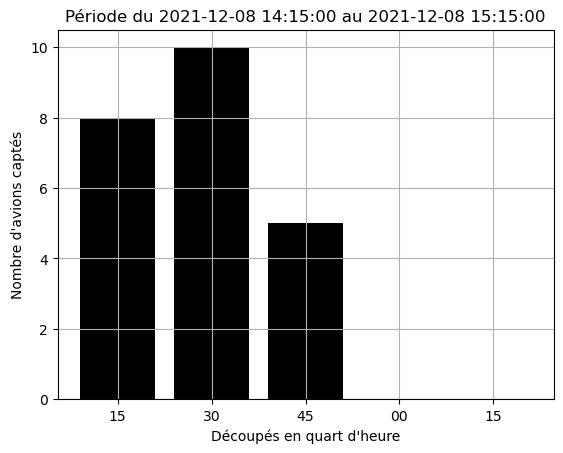 Période du 2021-12-08 14:15:00 au 2021-12-08 15:15:00
10
8
6
4
2
0
Nombre d'avions captés
15 30 45 00 15
Découpés en quart d'heure